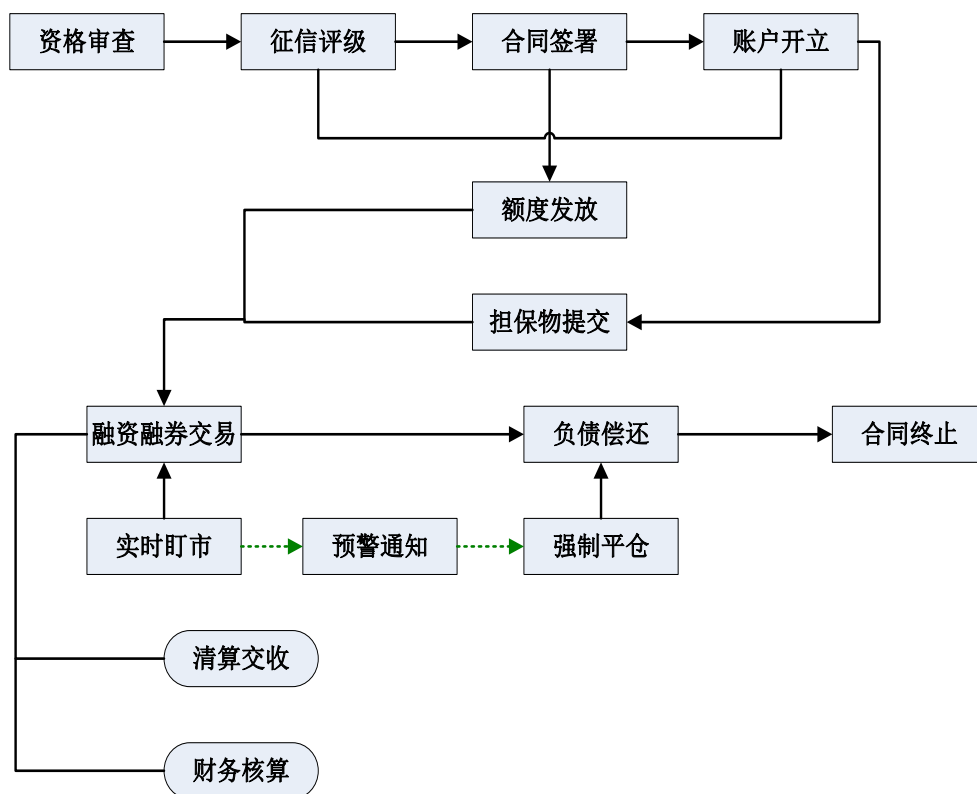 资格审查
征信评级
合同签署
账户开立
额度发放
担保物提交
融资融券交易
负债偿还
合同终止
实时盯市
预警通知
强制平仓
清算交收
财务核算